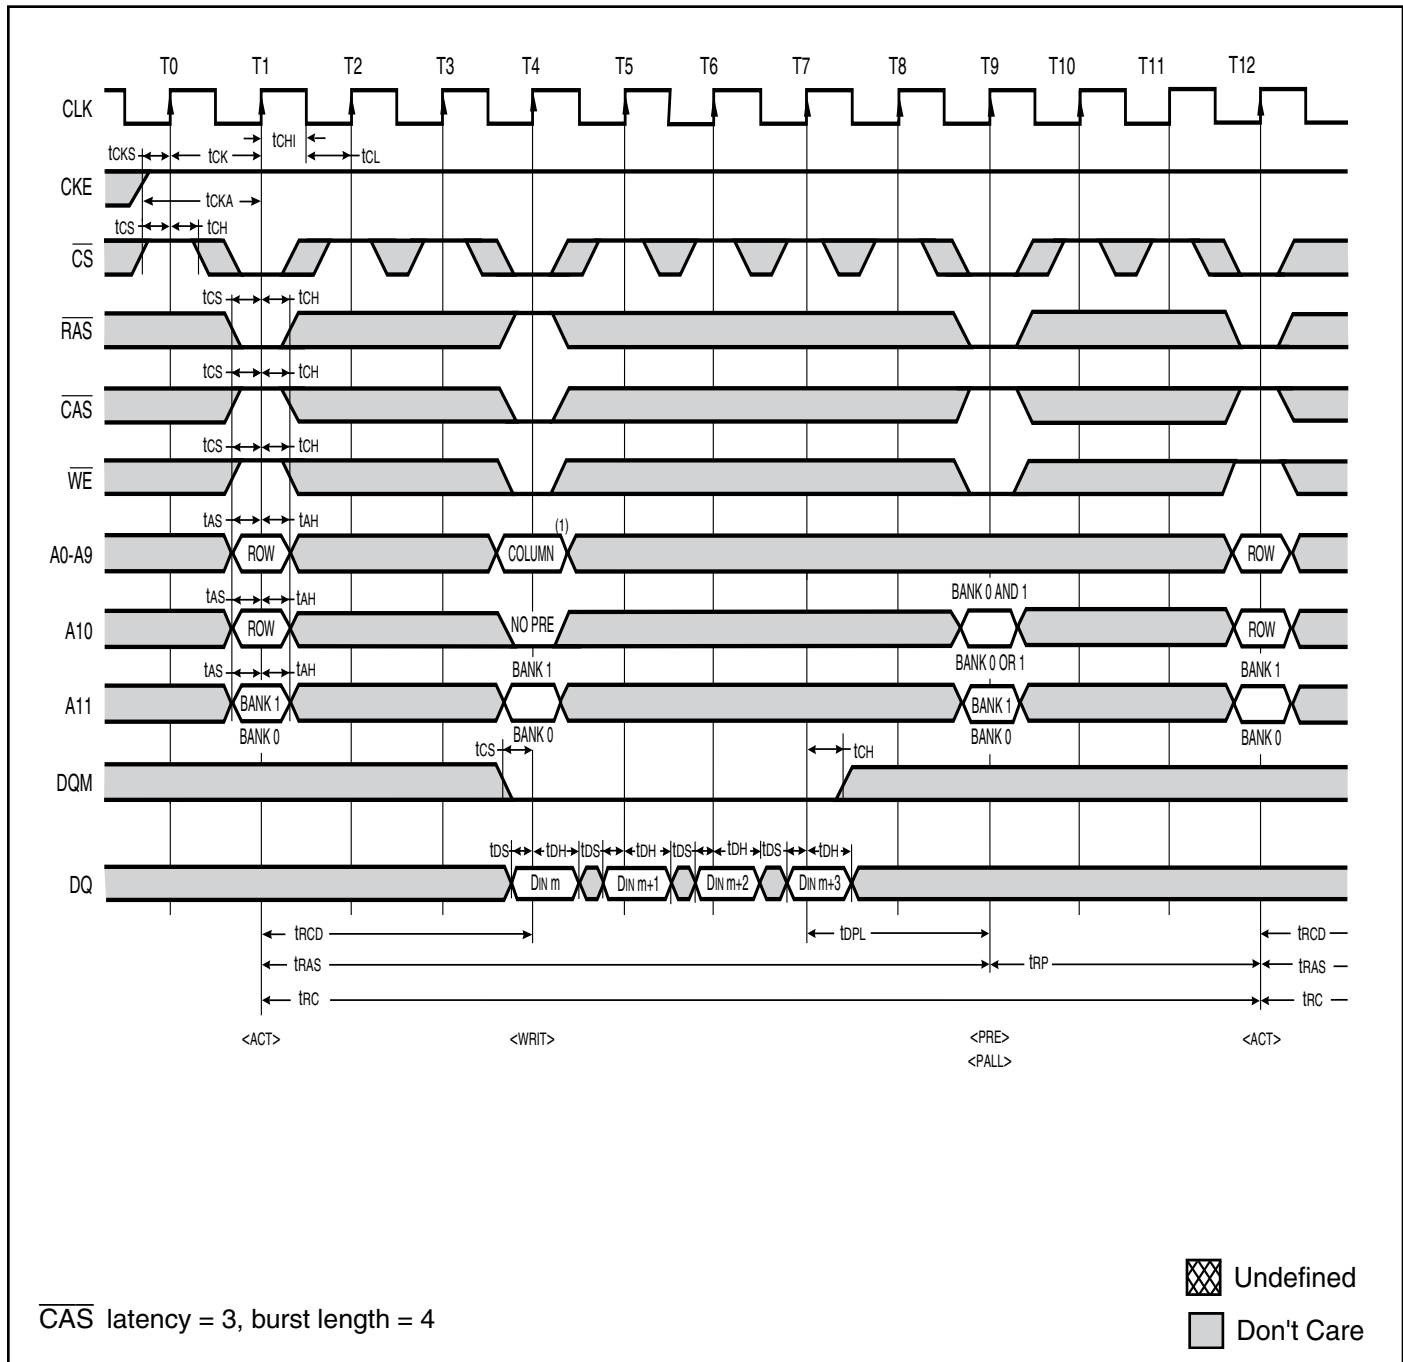 T0 T1 T2 T3 T4 T5 T6 T7 T8 T9 T10 T11 T12
CLK
tCHI
tCKS tCK tCL
CKE
tCKA
tCS tCH
CS
tCS tCH
RAS
tCS tCH
CAS
tCS tCH
WE
tAS tAH (1)
A0-A9 ROW COLUMN ROW
tAS tAH BANK 0 AND 1
A10 ROW NO PRE ROW
tAS tAH BANK 1 BANK 0 OR 1 BANK 1
A11 BANK 1 BANK 1
BANK 0 BANK 0 BANK 0 BANK 0
tCS tCH
DQM
tDS tDH tDS tDH tDS tDH tDS tDH
DQ DIN m DIN m+1 DIN m+2 DIN m+3
tRCD tDPL tRCD
tRAS tRP tRAS
tRC tRC
<ACT> <WRIT> <PRE> <ACT>
<PALL>
Undefined
CAS latency = 3, burst length = 4
Don't Care